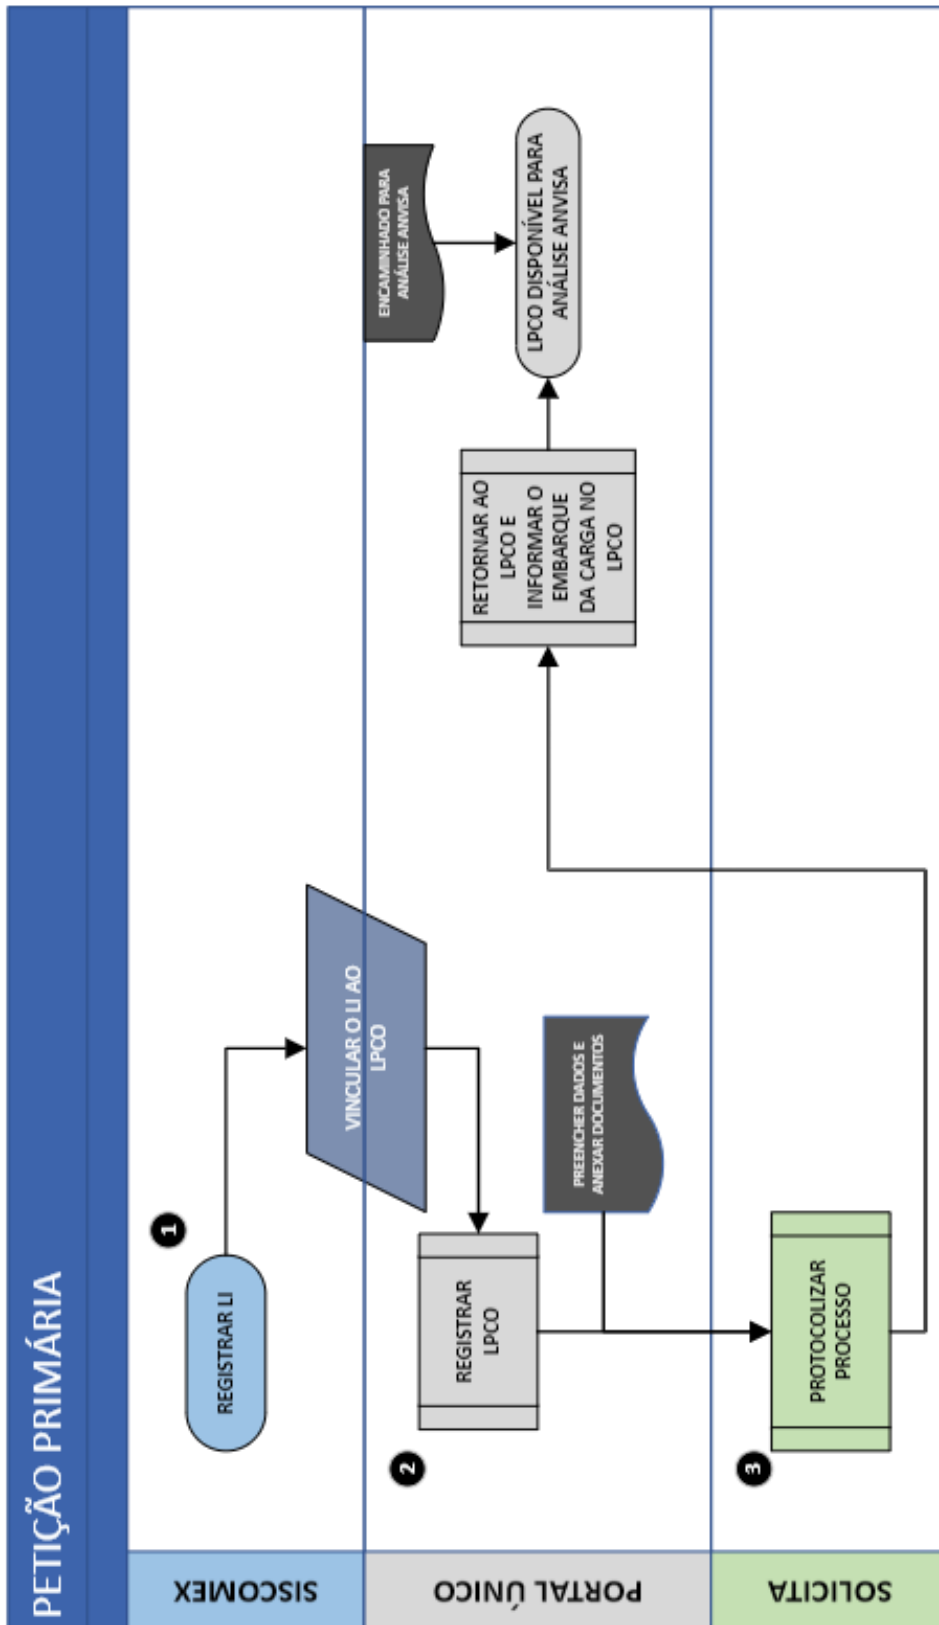 PETIÇÃO PRIMÁRIA
SISCOMEX
1
REGISTRAR LI
VINCULAR O LI AO
LPCO
PORTAL ÚNICO
2
REGISTRAR
LPCO
PREENCHER DADOS E
ANEXAR DOCUMENTOS
RETORNAR AO
LPCO E
INFORMAR O
EMBARQUE
DA CARGA NO
LPCO
ENCAMINHADO PARA
ANÁLISE ANVISA
LPCO DISPONÍVEL PARA
ANÁLISE ANVISA
SOLICITA
3
PROTOCOLIZAR
PROCESSO